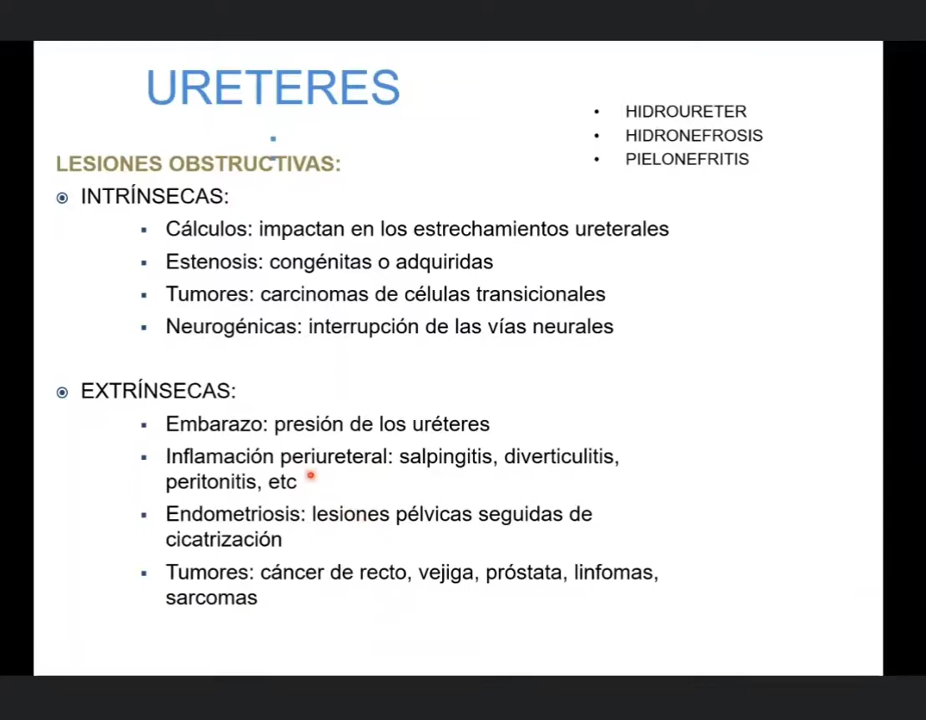 URETERES
HIDROURETER
HIDRONEFROSIS
PIELONEFRITIS
LESIONES OBSTRUCTIVAS:
INTRÍNSECAS:
Cálculos: impactan en los estrechamientos ureterales
Estenosis: congénitas o adquiridas
Tumores: carcinomas de células transicionales
Neurogénicas: interrupción de las vías neurales
EXTRÍNSECAS:
Embarazo: presión de los uréteres
Inflamación periureteral: salpingitis, diverticulitis,
peritonitis, etc
Endometriosis: lesiones pélvicas seguidas de
cicatrización
Tumores: cáncer de recto, vejiga, próstata, linfomas,
sarcomas